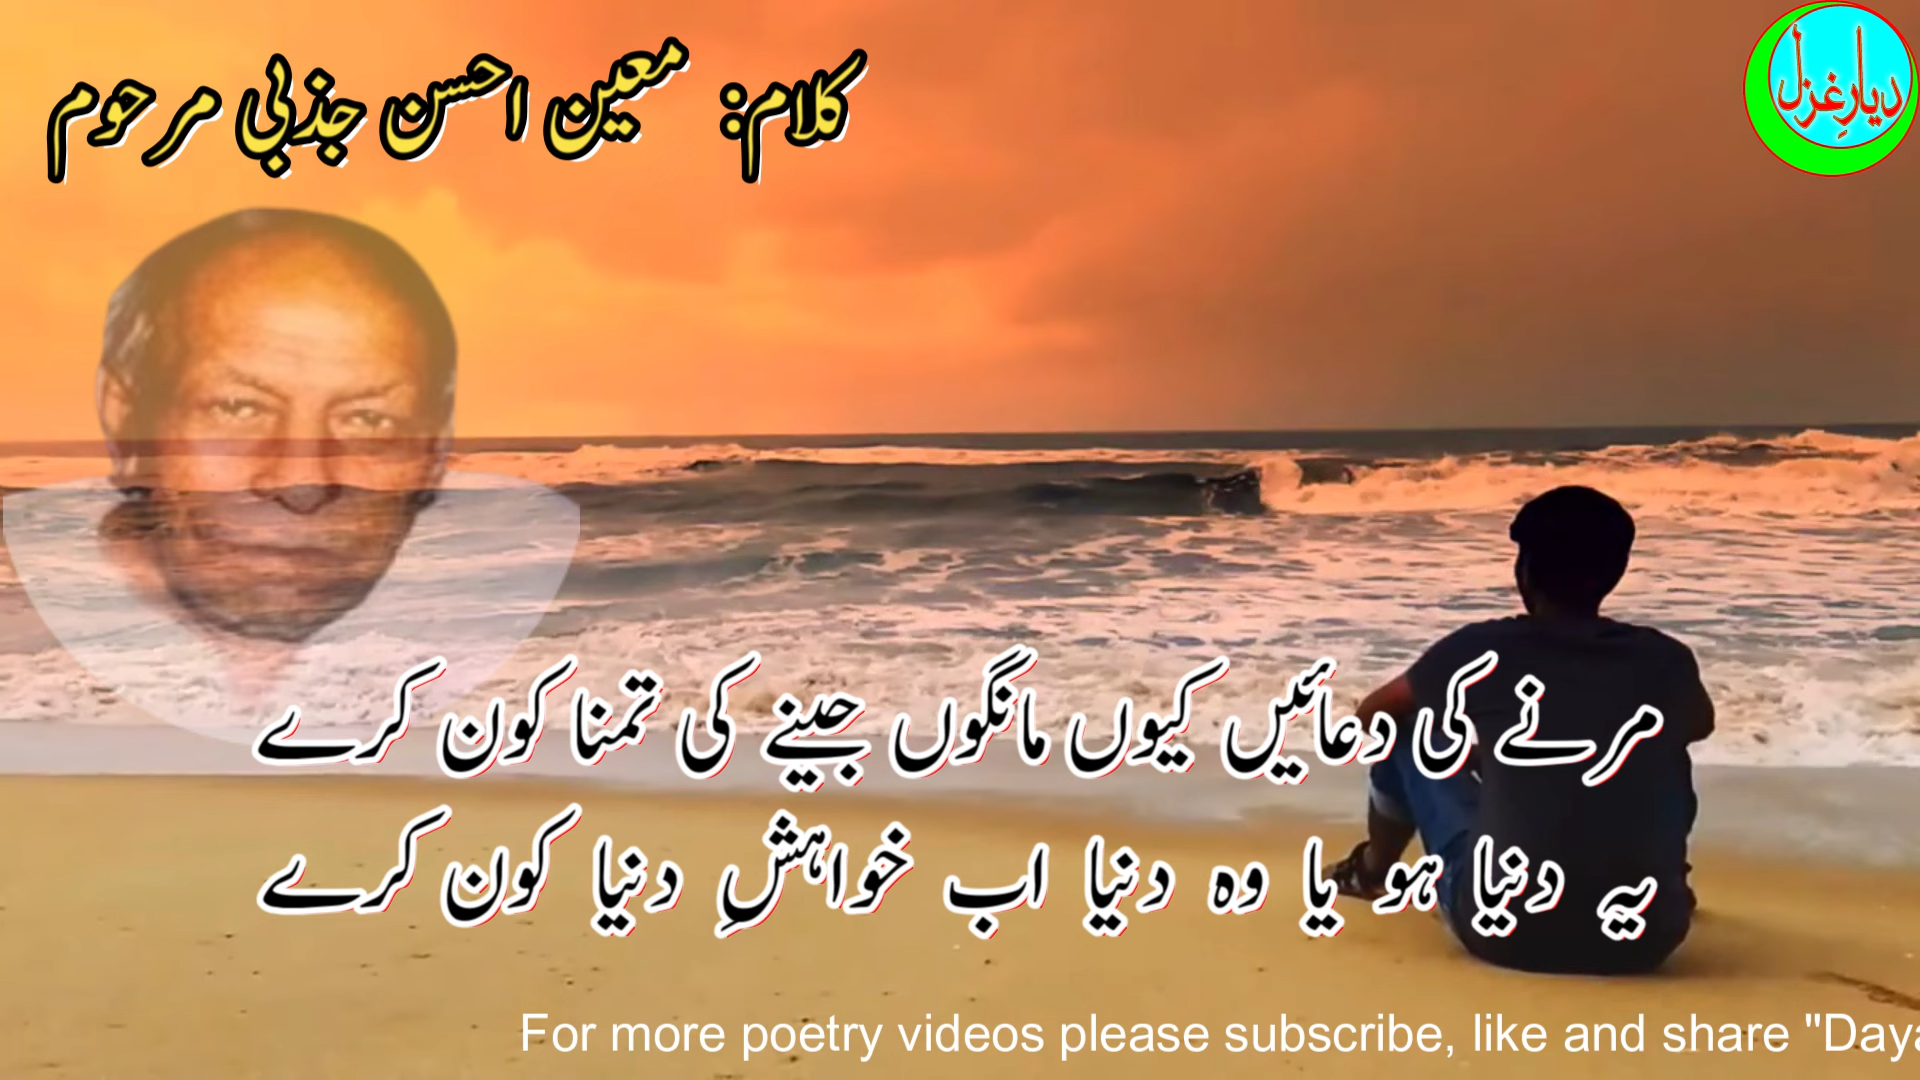 کلام: معین احسن جذبی مرحوم
دیارِغزل
مرنے کی دعائیں کیوں مانگوں جینے کی تمنا کون کرے
یہ دنیا ہو یا وہ دنیا اب خواہشِ دنیا کون کرے
For more poetry videos please subscribe, like and share "Daya